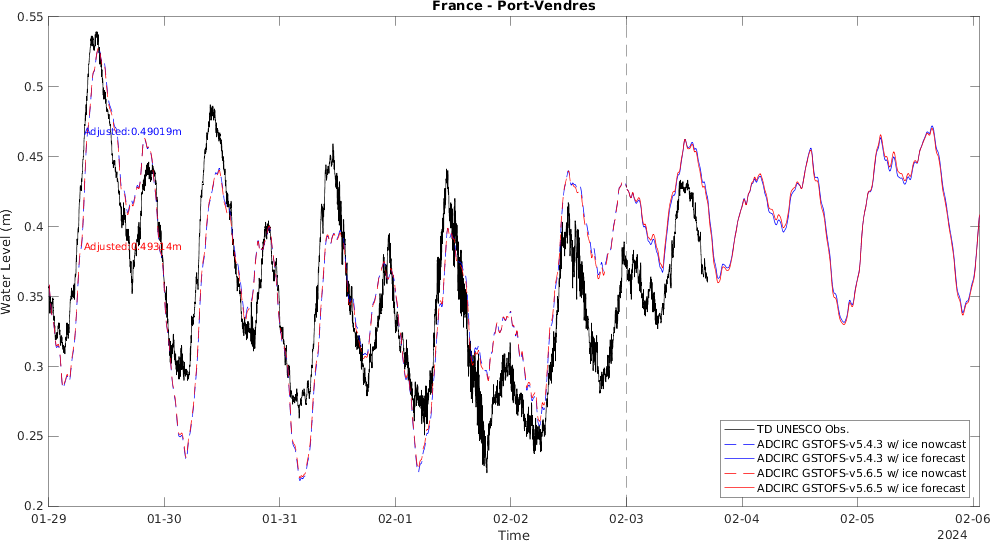 France - Port-Vendres
0.55
0.5
0.45
0.4
0.35
0.3
0.25
0.2
Water Level (m)
Adjusted:0.49019m
Adjusted:0.49314m
TD UNESCO Obs.
ADCIRC GSTOFS-v5.4.3 w/ ice nowcast
ADCIRC GSTOFS-v5.4.3 w/ ice forecast
ADCIRC GSTOFS-v5.6.5 w/ ice nowcast
ADCIRC GSTOFS-v5.6.5 w/ ice forecast
01-29 01-30 01-31 02-01 02-02 02-03 02-04 02-05 02-06
Time
2024